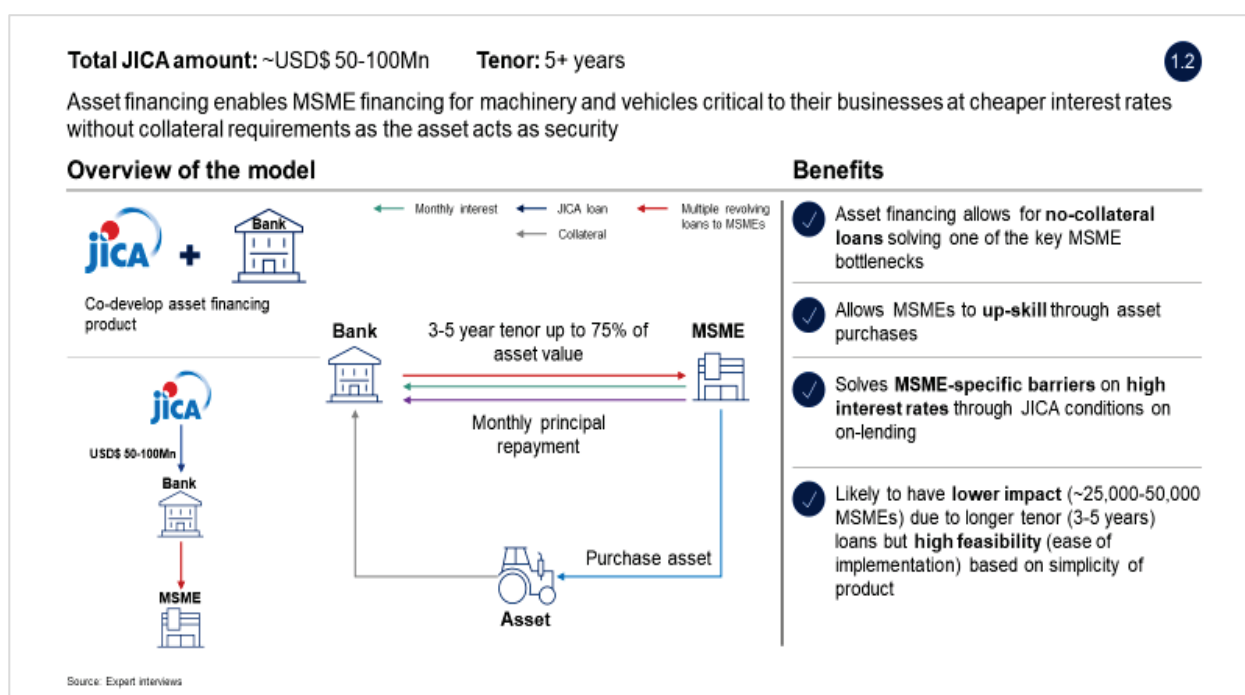 Total JICA amount: ~USD$ 50-100Mn Tenor: 5+ years
1.2
Asset financing enables MSME financing for machinery and vehicles critical to their businesses at cheaper interest rates
without collateral requirements as the asset acts as security
Overview of the model
Benefits
jICA
Bank
Monthly interest
JICA loan
Multiple revolving
loans to MSMEs
Collateral
Co-develop asset financing
product
jICA
USD$ 50-100Mn
Bank
MSME
Bank
3-5 year tenor up to 75% of
asset value
MSME
Monthly principal
repayment
Purchase asset
Asset
Asset financing allows for no-collateral
loans solving one of the key MSME
bottlenecks
Allows MSMEs to up-skill through asset
purchases
Solves MSME-specific barriers on high
interest rates through JICA conditions on
on-lending
Likely to have lower impact (~25,000-50,000
MSMEs) due to longer tenor (3-5 years)
loans but high feasibility (ease of
implementation) based on simplicity of
product
Source: Expert interviews